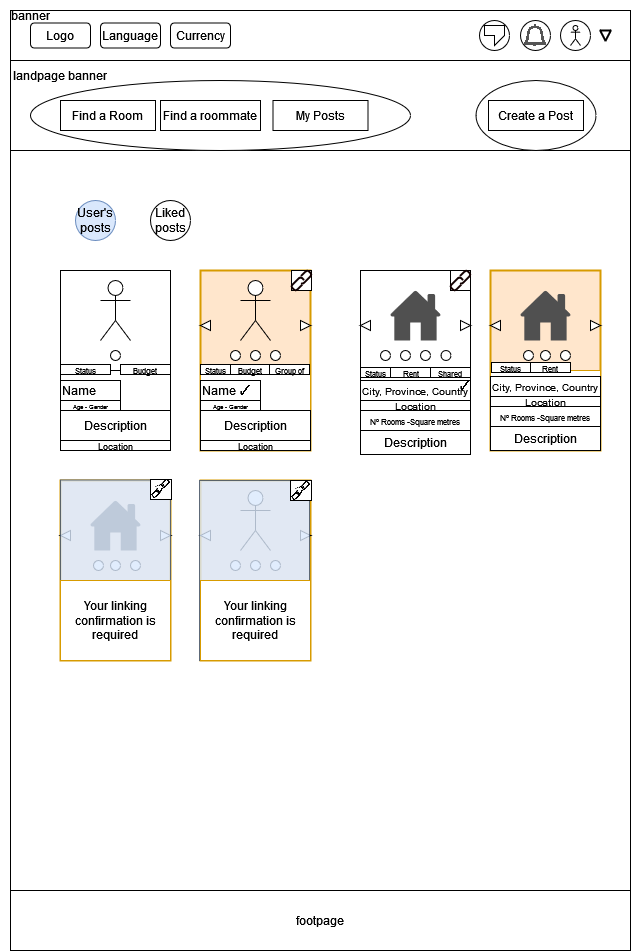 banner
Logo
Language
Currency
landpage banner
Find a Room
Find a roommate
My Posts
Create a Post
User's
posts
Liked
posts
Status
Budget
Name
Age - Gender
Description
Location
Status
Budget
Group of
Name ✓
Age - Gender
Description
Location
Status
Rent
Shared
City, Province, Country
✓
Location
Nº Rooms -Square metres
Description
Status
Rent
City, Province, Country
Location
Nº Rooms -Square metres
Description
Your linking
confirmation is
required
Your linking
confirmation is
required
footpage